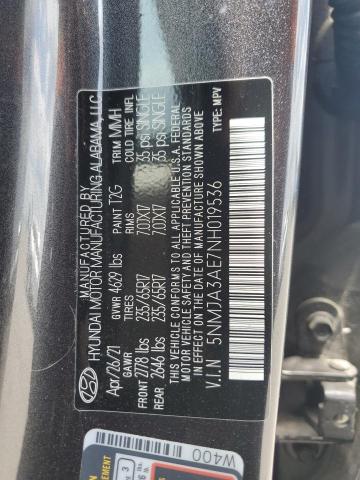 MANUFACTURED BY
HYUNDAI MOTOR MANUFACTURING ALABAMA, LLC
Apr/26/21 GVWR 4629 lbs PAINT T2G TRIM MMH
GAWR TIRES RIMS COLD TIRE INFL
FRONT 2778 lbs 235/65R17 7.0JX17 35 psi SINGLE
REAR 2646 lbs 235/65R17 7.0JX17 35 psi SINGLE
THIS VEHICLE CONFORMS TO ALL APPLICABLE U.S.A. FEDERAL
MOTOR VEHICLE SAFETY, BUMPER AND THEFT PREVENTION
STANDARDS IN EFFECT ON THE DATE OF MANUFACTURE SHOWN ABOVE
V.I.N 5NMJA3AE7NH019536 TYPE: MPV
W400